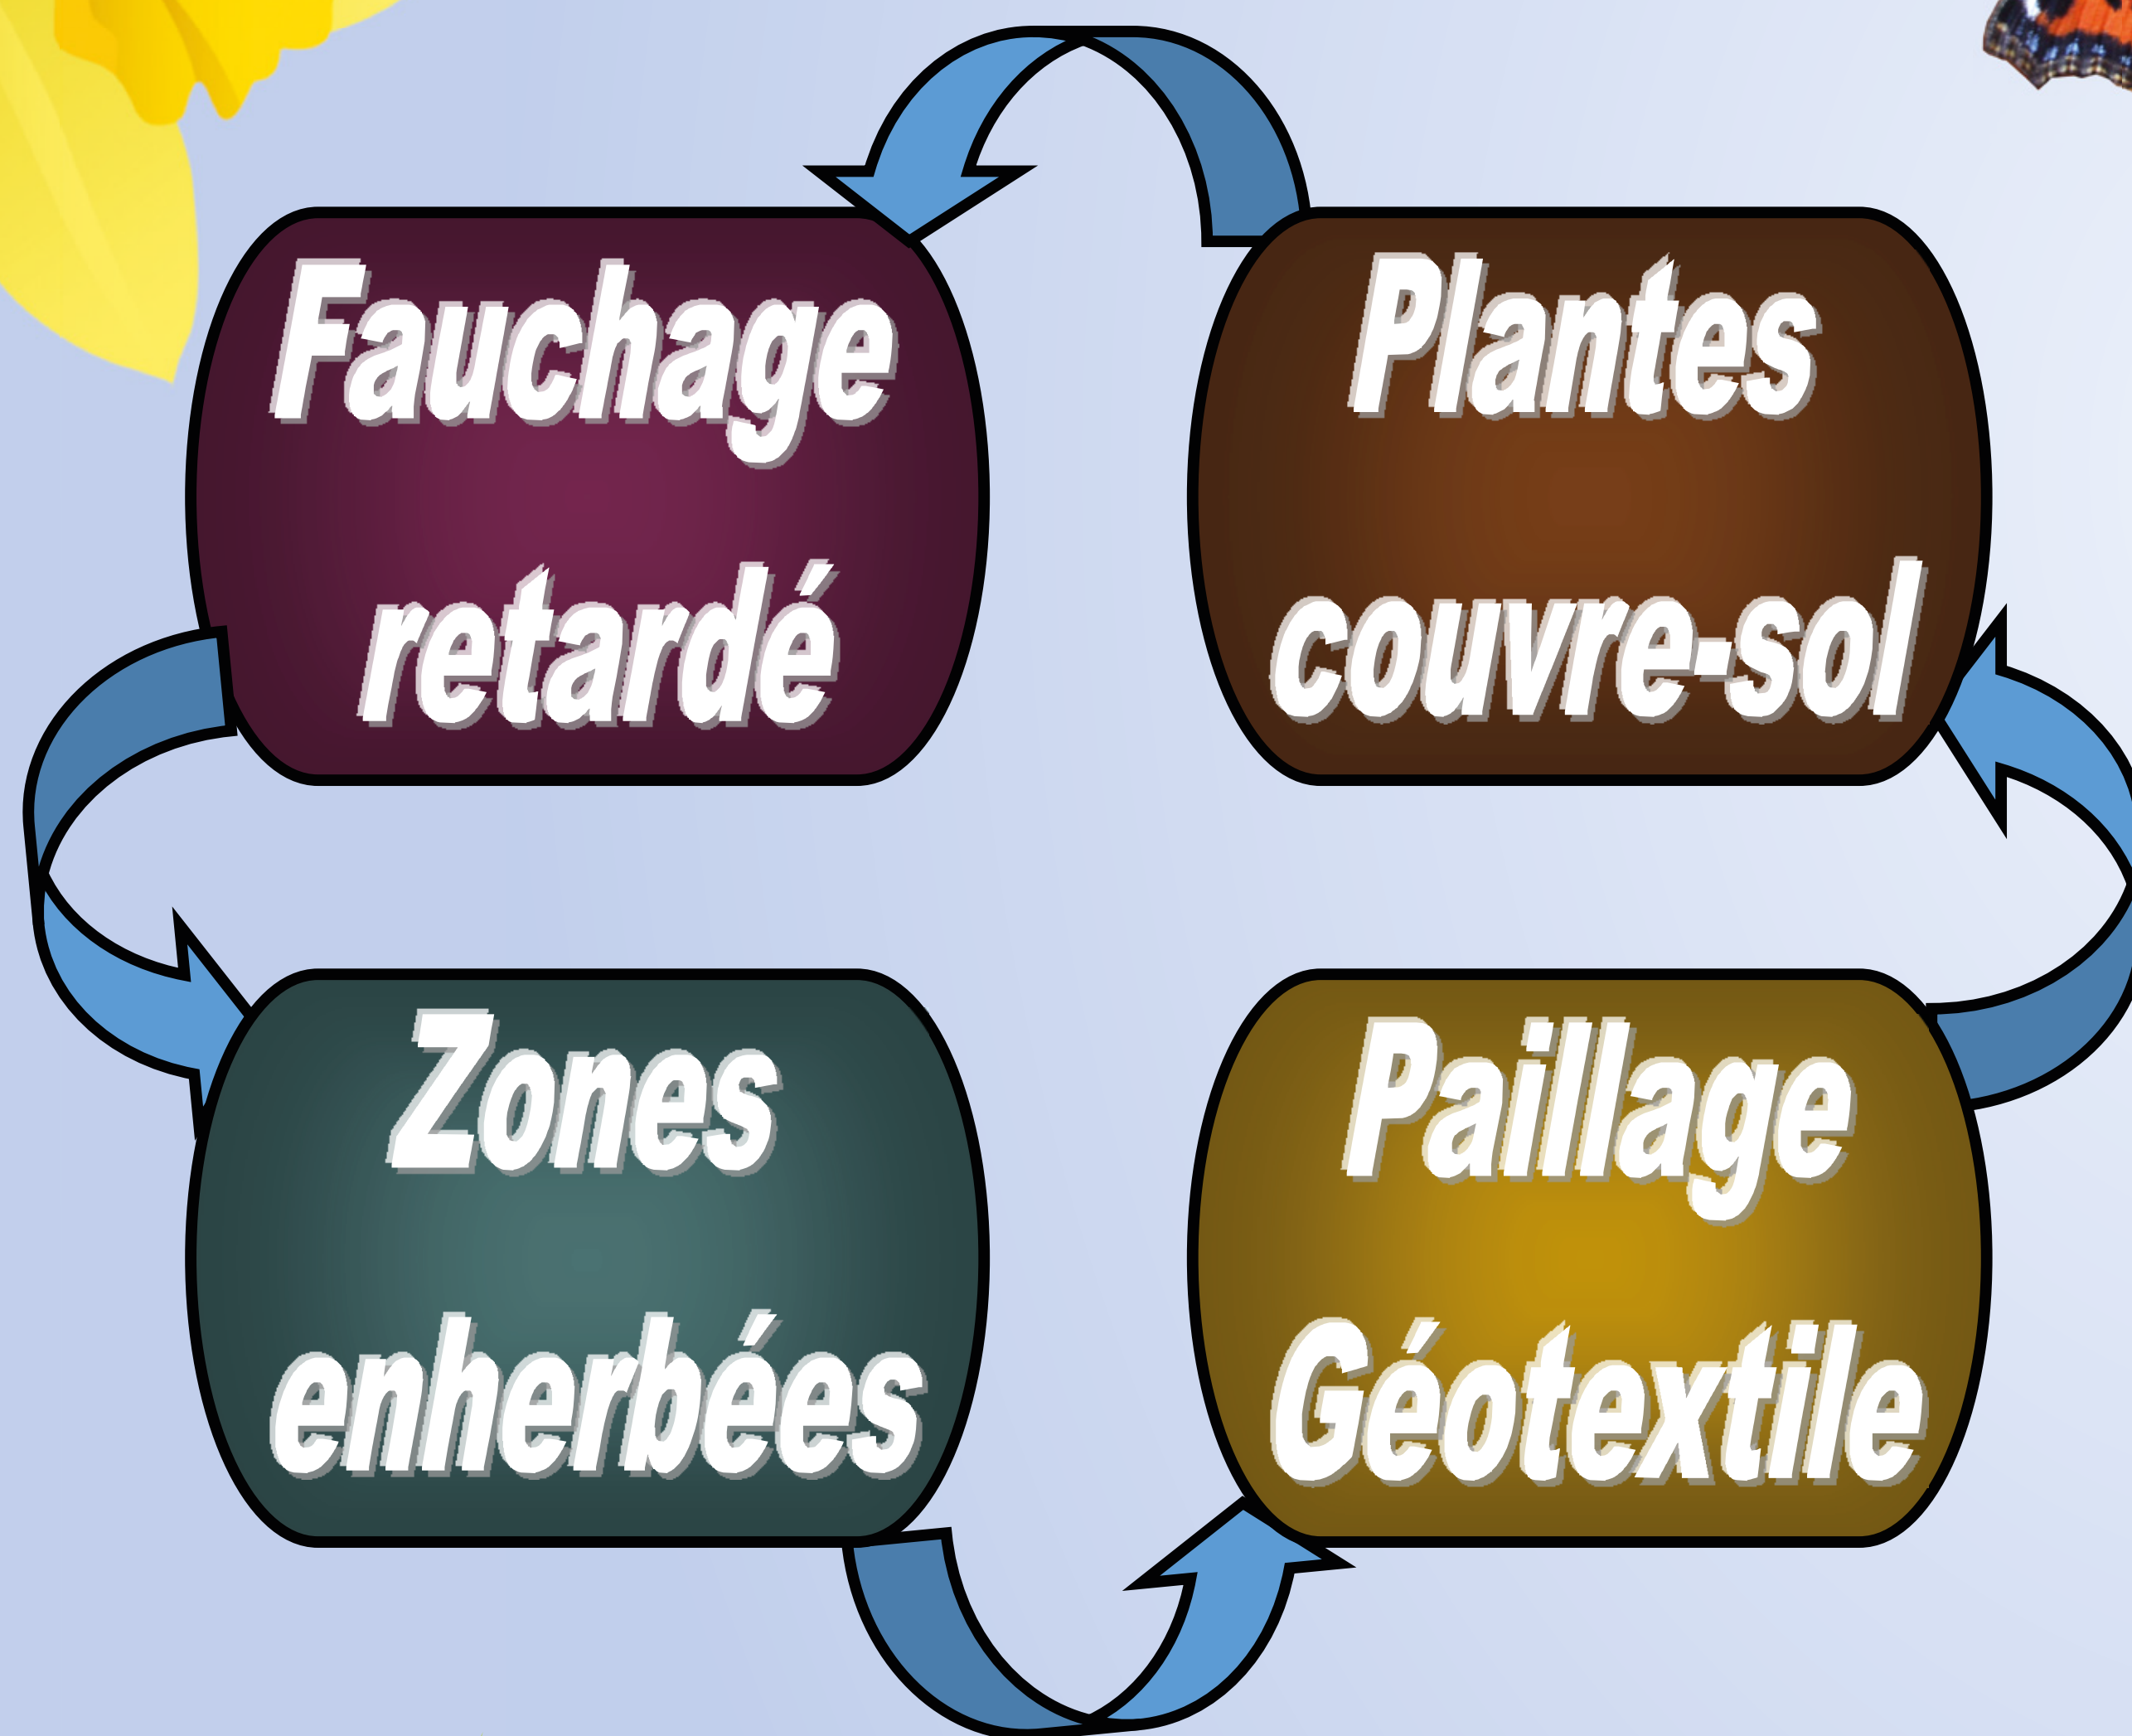 Fauchage
retardé
Plantes
couvre-sol
Zones
enherbées
Paillage
Géotextile